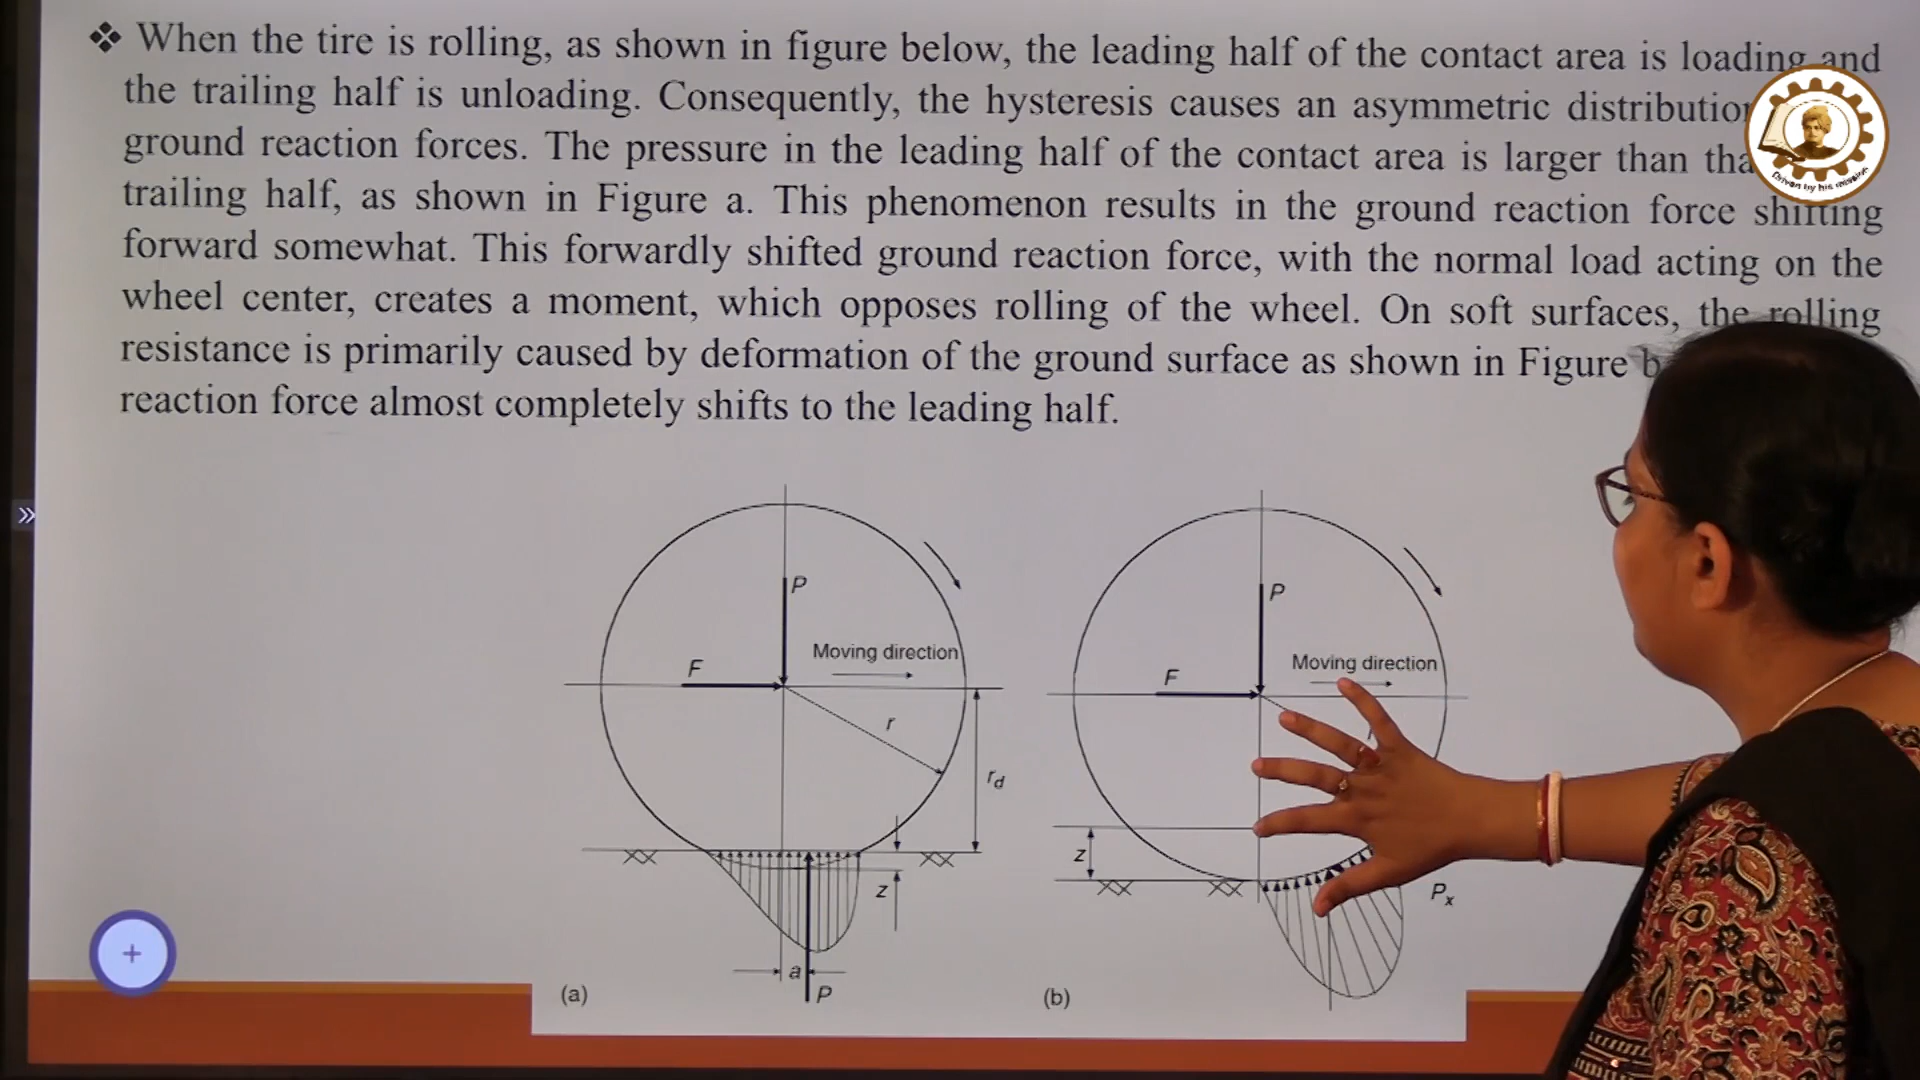 ❖ When the tire is rolling, as shown in figure below, the leading half of the contact area is loading and
the trailing half is unloading. Consequently, the hysteresis causes an asymmetric
ground reaction forces. The pressure in the leading half of the contact area is larger than
trailing half, as shown in Figure a. This phenomenon results in the ground reaction force shifting
forward somewhat. This forwardly shifted ground reaction force, with the normal load acting on the
wheel center, creates a moment, which opposes rolling of the wheel. On soft surfaces, the rolling
resistance is primarily caused by deformation of the ground surface as shown in Figure b
reaction force almost completely shifts to the leading half.
Driven by his mission
»
P
F
Moving direction
r
r_d
z
a
P
(a)
P
F
Moving direction
z
P_x
(b)
+